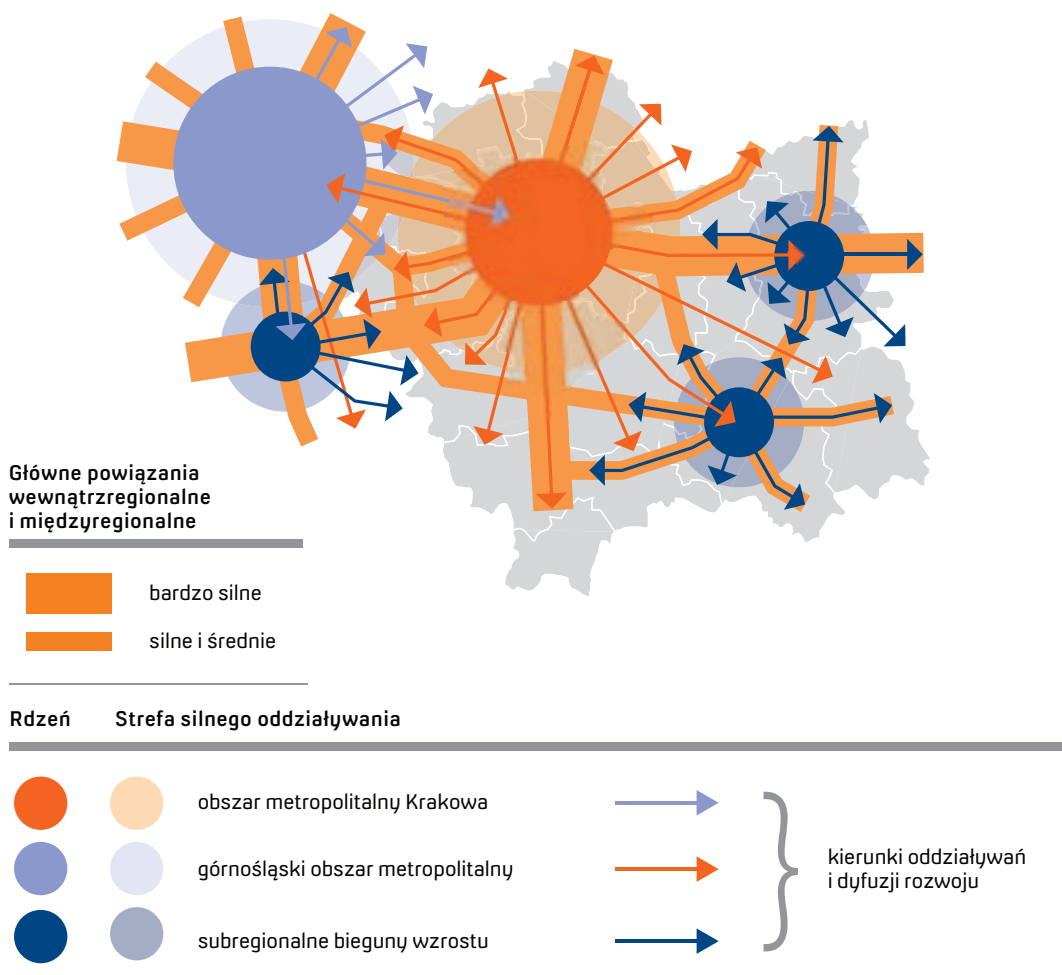 Główne powiązania
wewnątrzregionalne
i międzyregionalne
bardzo silne
silne i średnie
Rdzeń Strefa silnego oddziaływania
obszar metropolitalny Krakowa
górnośląski obszar metropolitalny
subregionalne bieguny wzrostu
kierunki oddziaływań
i dyfuzji rozwoju